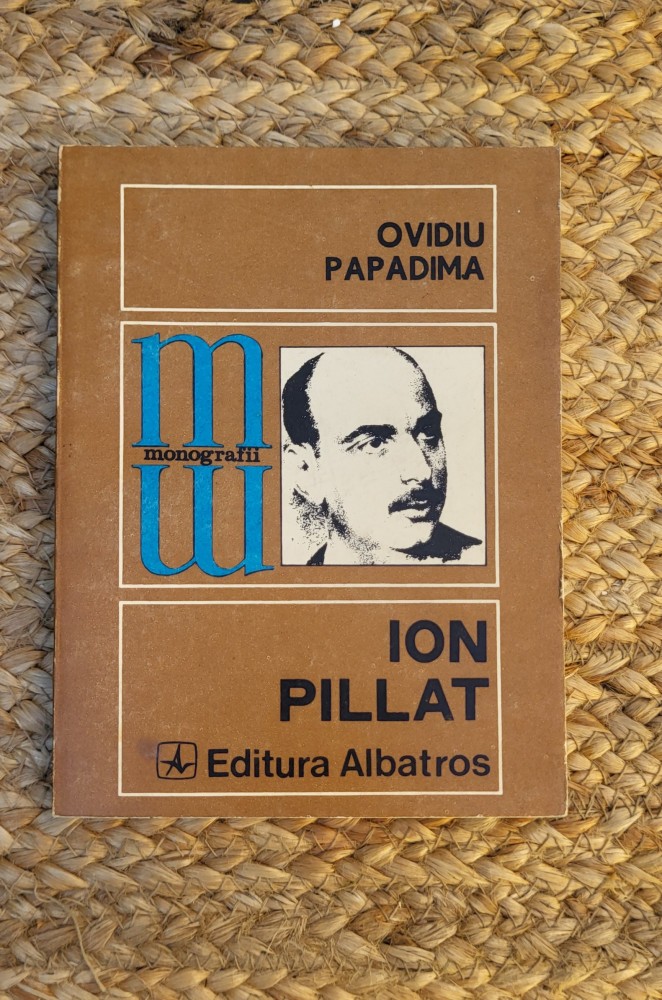 OVIDIU
PAPADIMA
m
monografii
ION
PILLAT
Editura Albatros